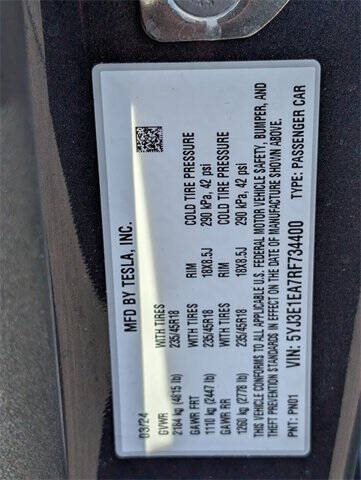 MFD BY TESLA, INC.
03/24
GVWR WITH TIRES RIM COLD TIRE PRESSURE
2184 kg (4815 lb) 235/45R18 18X8.5J 290 kPa, 42 psi
GAWR FRT
1110 kg (2447 lb)
GAWR RR WITH TIRES RIM COLD TIRE PRESSURE
1260 kg (2778 lb) 235/45R18 18X8.5J 290 kPa, 42 psi
THIS VEHICLE CONFORMS TO ALL APPLICABLE U.S. FEDERAL MOTOR VEHICLE SAFETY, BUMPER, AND
THEFT PREVENTION STANDARDS IN EFFECT ON THE DATE OF MANUFACTURE SHOWN ABOVE.
VIN: 5YJ3E1EA7RF734400
PNT: PN01 TYPE: PASSENGER CAR